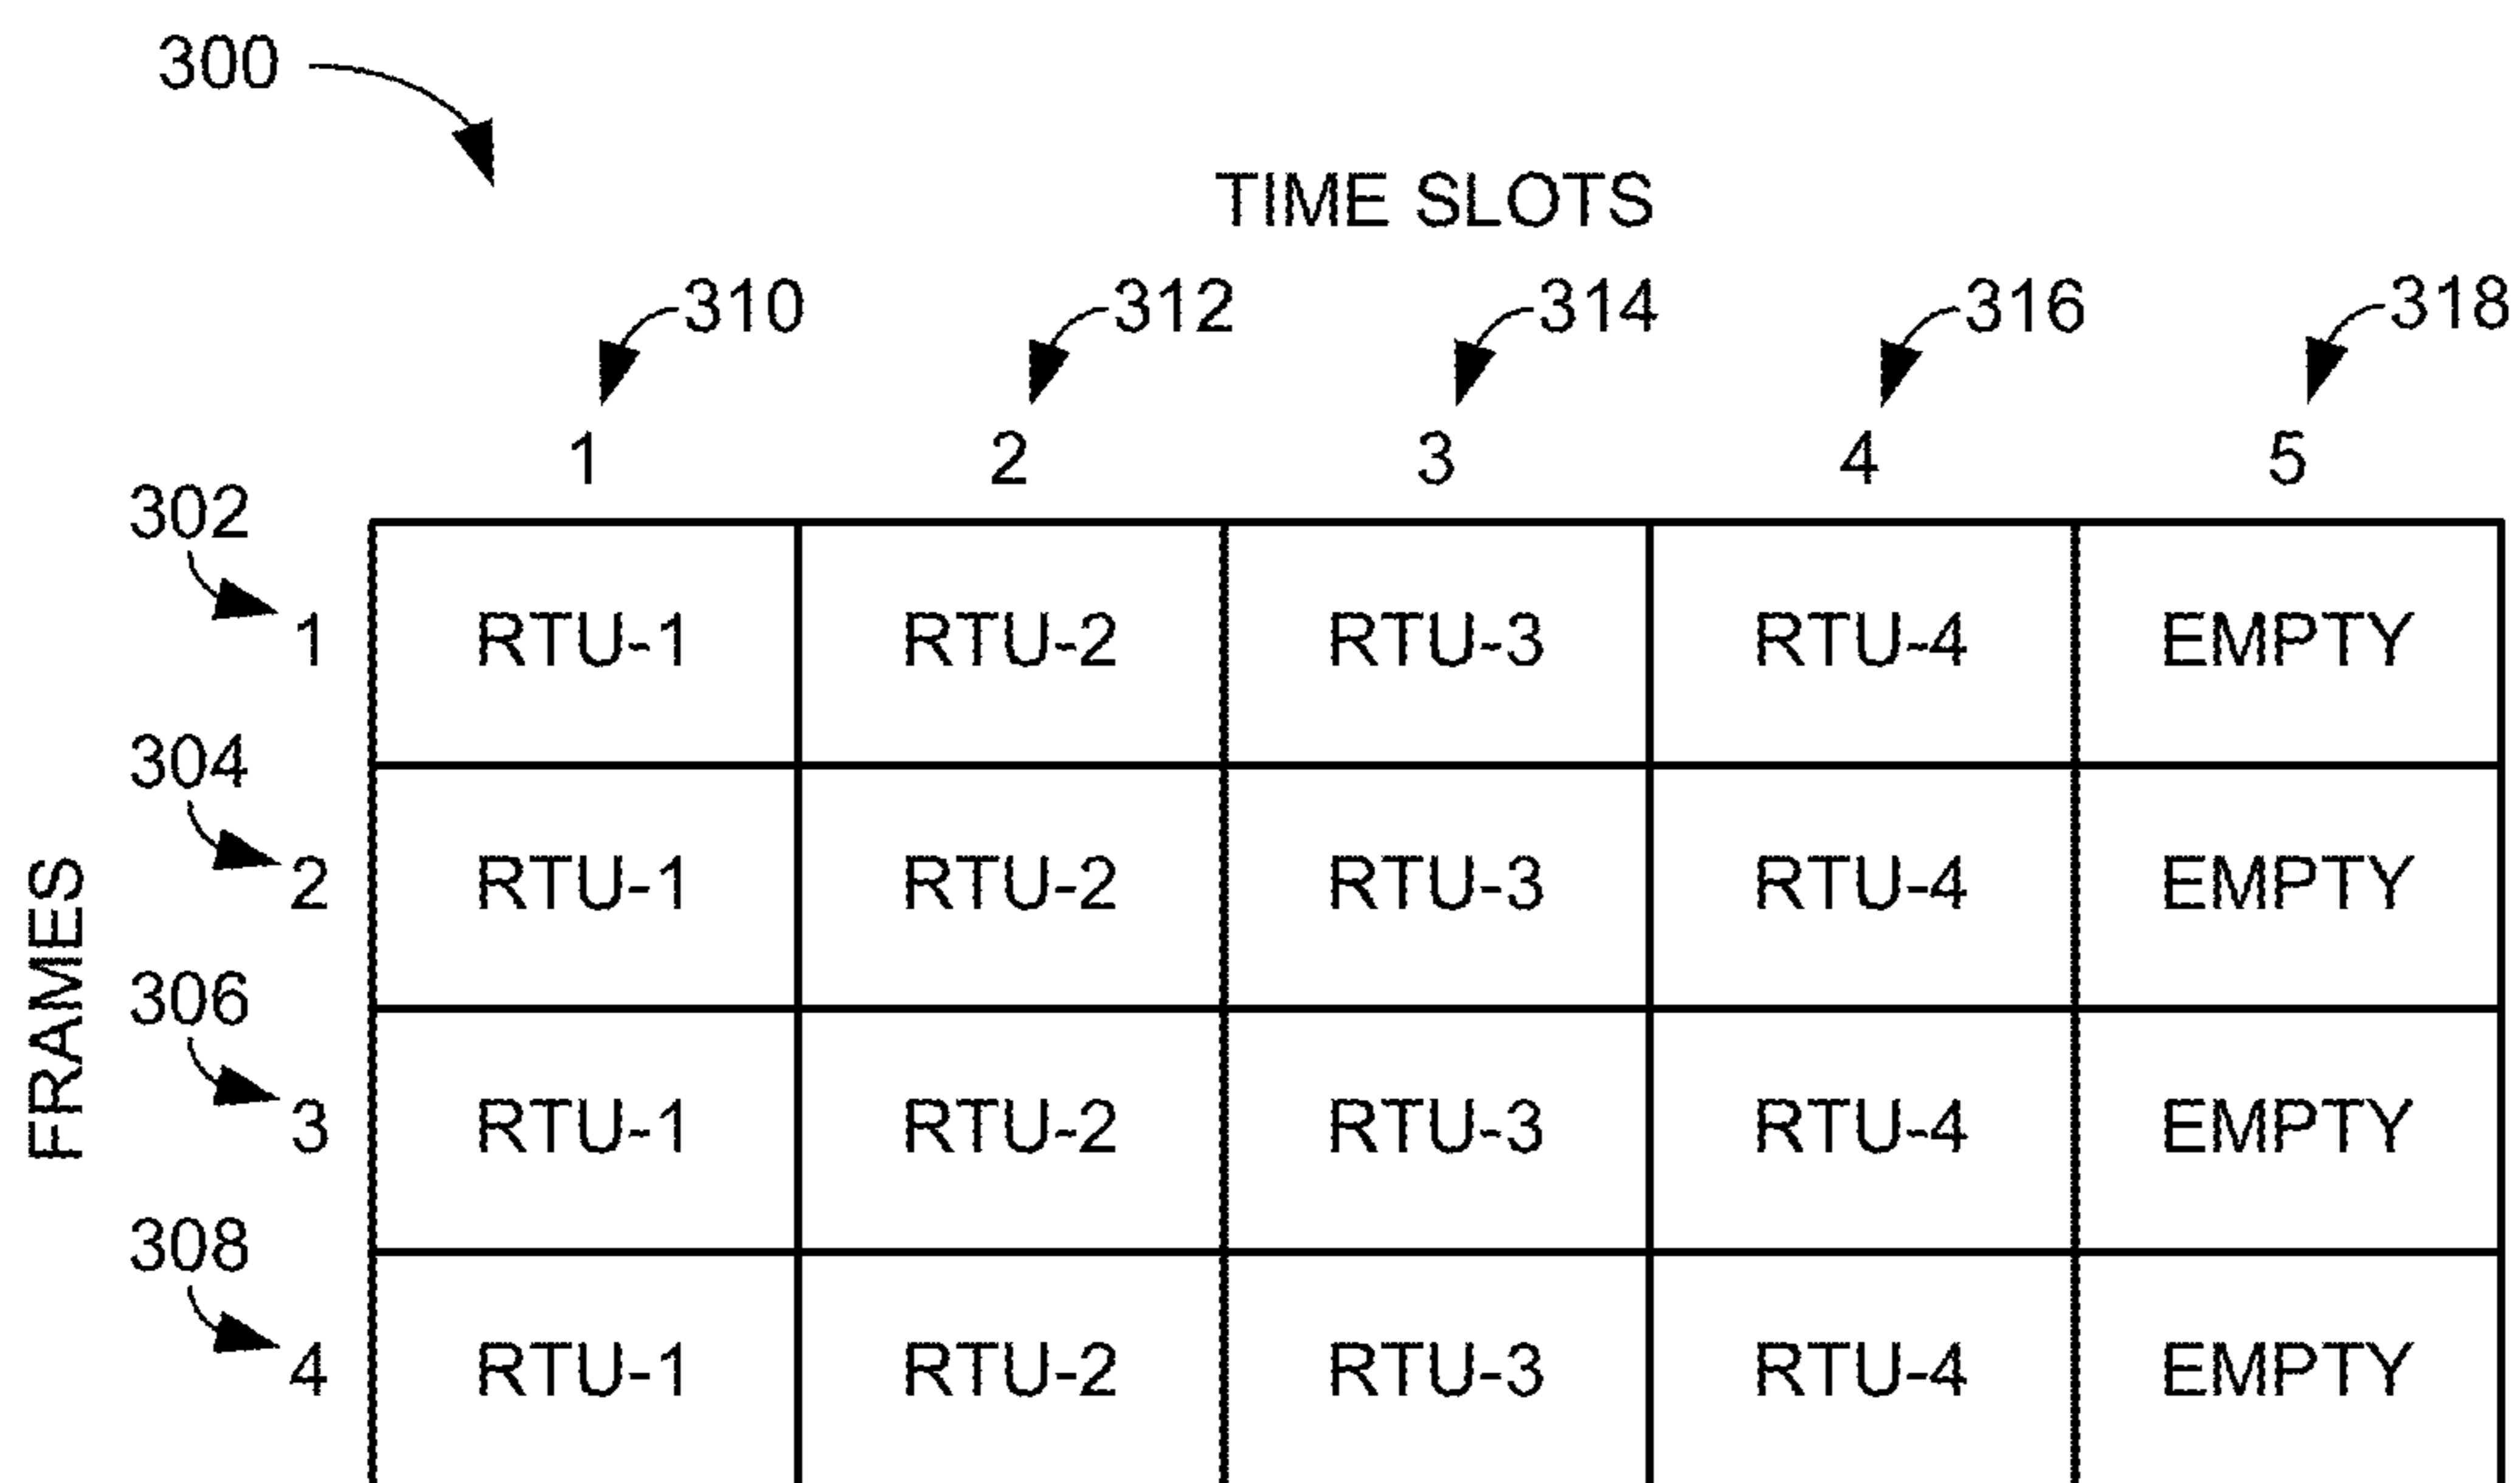 300
TIME SLOTS
310 312 314 316 318
1 2 3 4 5
302
1 RTU-1 RTU-2 RTU-3 RTU-4 EMPTY
304
2 RTU-1 RTU-2 RTU-3 RTU-4 EMPTY
FRAMES
306
3 RTU-1 RTU-2 RTU-3 RTU-4 EMPTY
308
4 RTU-1 RTU-2 RTU-3 RTU-4 EMPTY